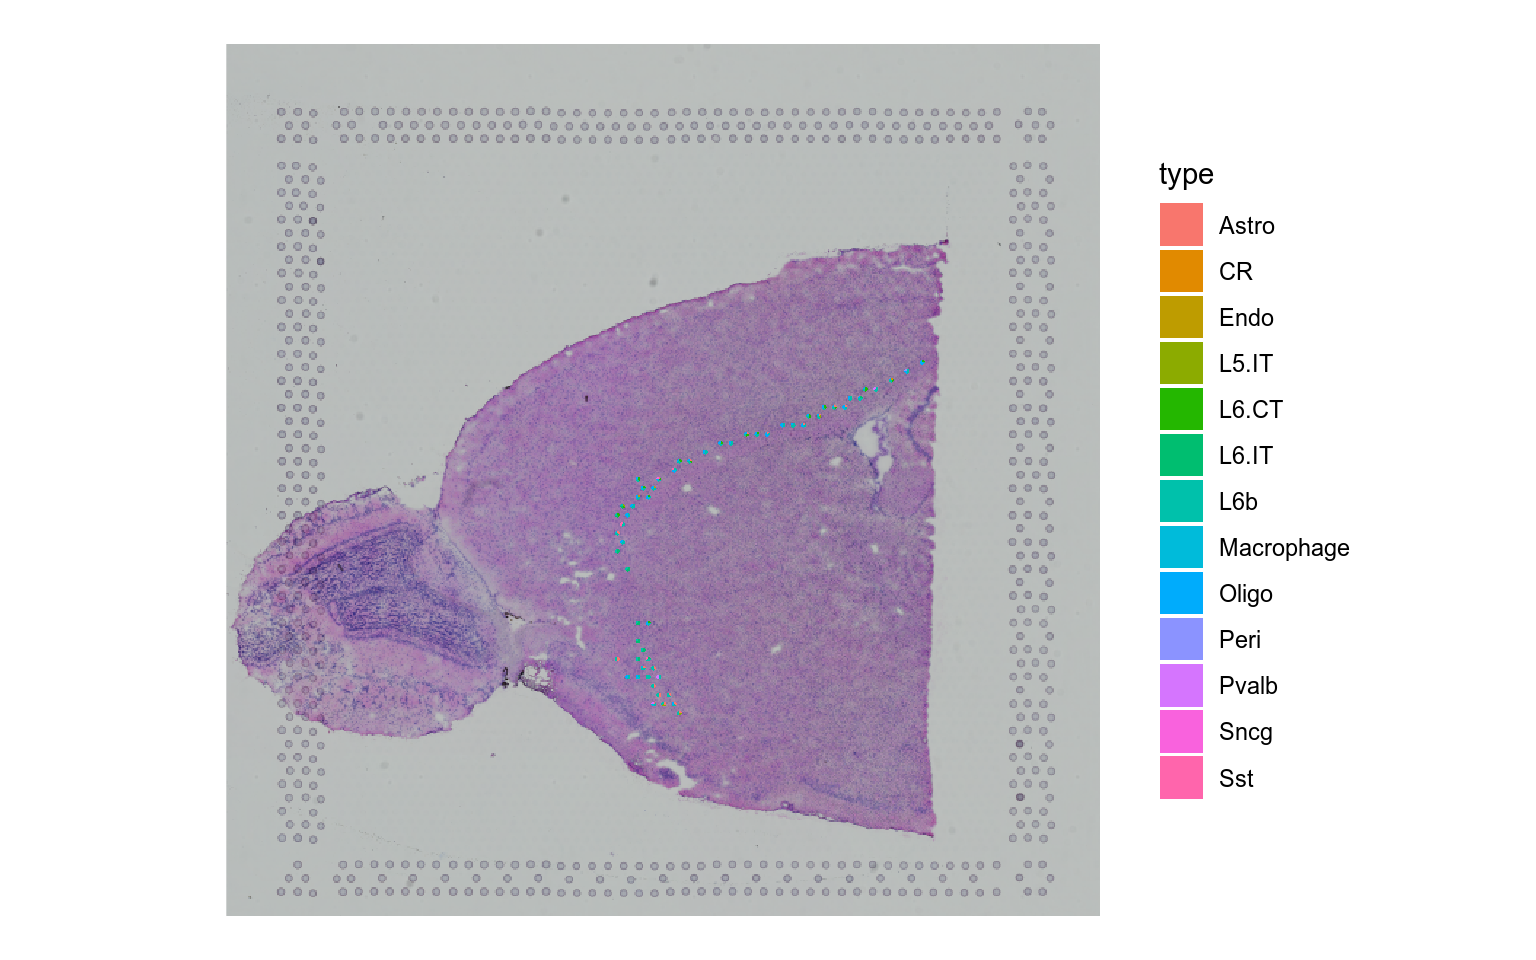 type
Astro
CR
Endo
L5.IT
L6.CT
L6.IT
L6b
Macrophage
Oligo
Peri
Pvalb
Sncg
Sst